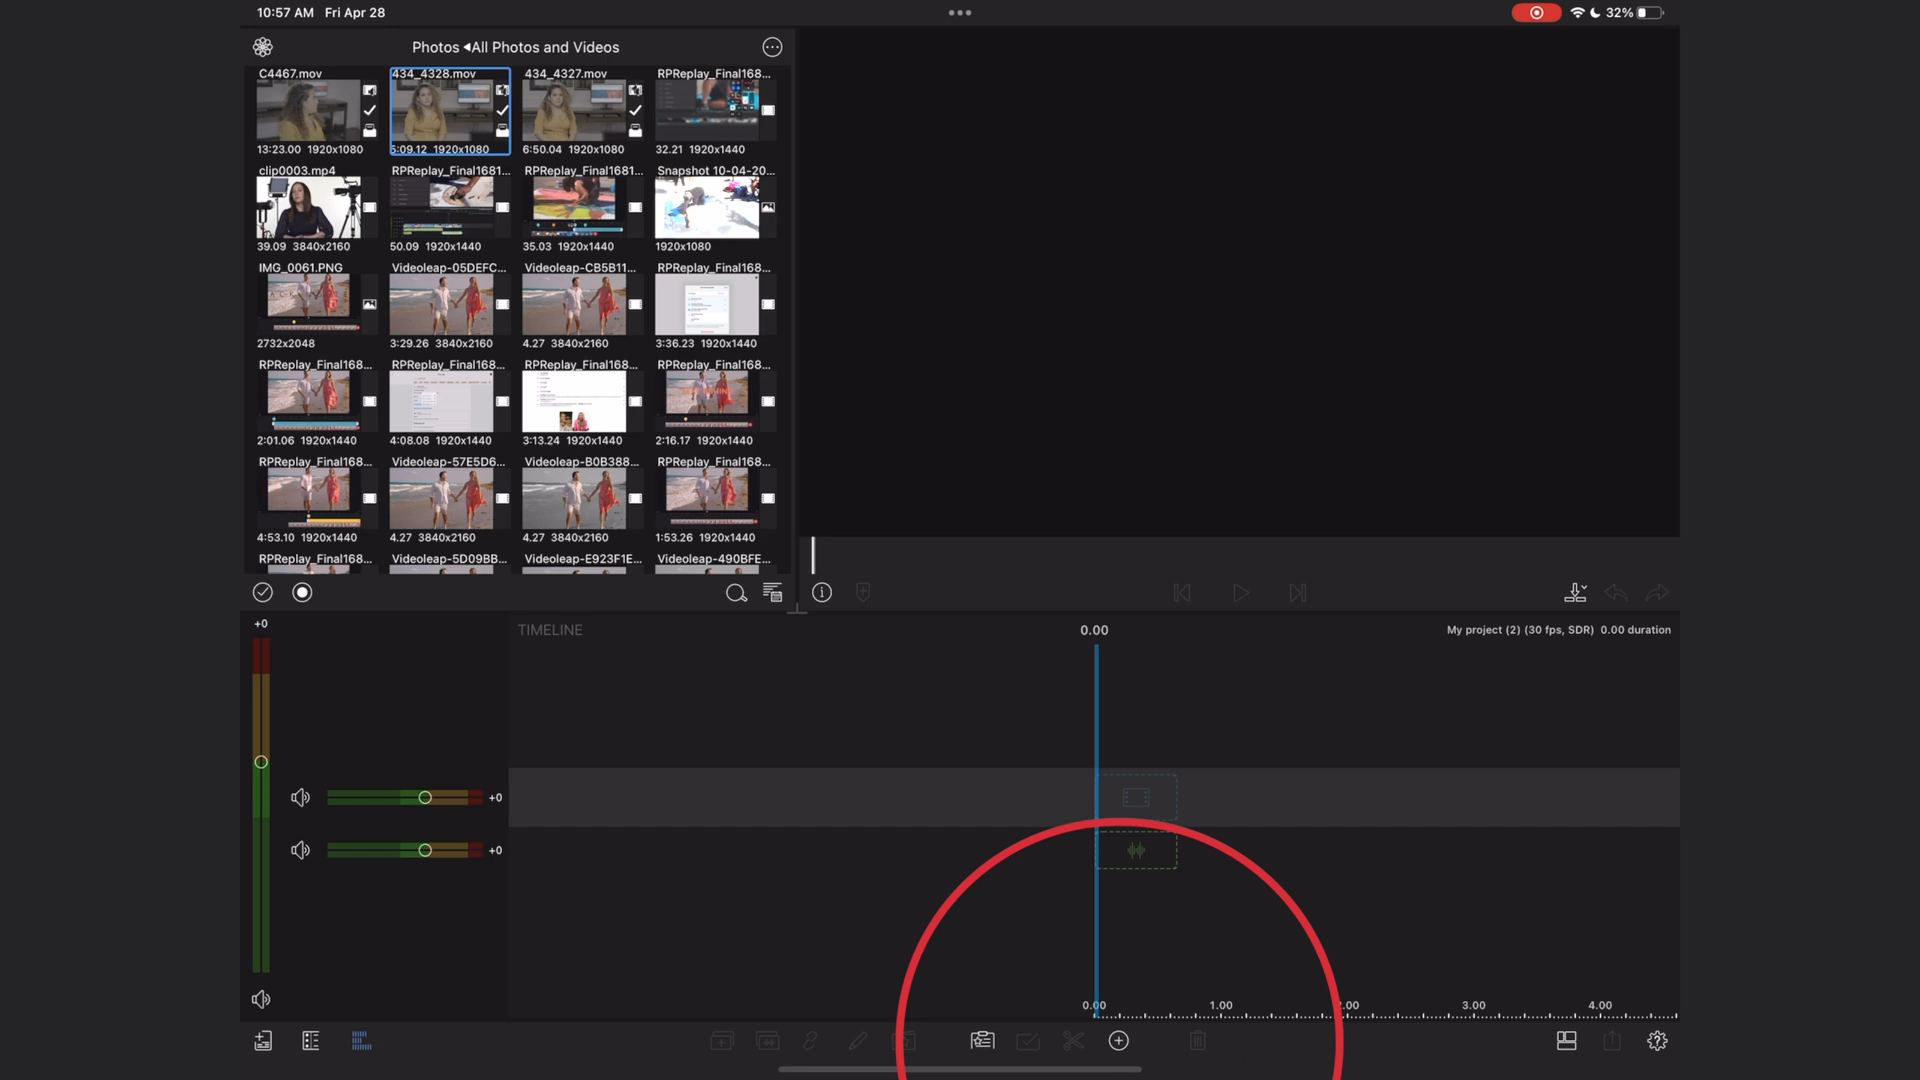 10:57 AM Fri Apr 28
32%
Photos ◂All Photos and Videos
C4467.mov 434_4328.mov 434_4327.mov RPReplay_Final168...
13:23.00 1920x1080 5:09.12 1920x1080 6:50.04 1920x1080 32.21 1920x1440
clip0003.mp4 RPReplay_Final1681... RPReplay_Final1681... Snapshot 10-04-20...
39.09 3840x2160 50.09 1920x1440 35.03 1920x1440 1920x1080
IMG_0061.PNG Videoleap-05DEFC... Videoleap-CB5B11... RPReplay_Final168...
2732x2048 3:29.26 3840x2160 4.27 3840x2160 3:36.23 1920x1440
RPReplay_Final168... RPReplay_Final168... RPReplay_Final168... RPReplay_Final168...
2:01.06 1920x1440 4:08.08 1920x1440 3:13.24 1920x1440 2:16.17 1920x1440
RPReplay_Final168... Videoleap-57E5D6... Videoleap-B0B388... RPReplay_Final168...
4:53.10 1920x1440 4.27 3840x2160 4.27 3840x2160 1:53.26 1920x1440
RPReplay_Final168... Videoleap-5D09BB... Videoleap-E923F1E... Videoleap-490BFE...
+0
TIMELINE
0.00
My project (2) (30 fps, SDR) 0.00 duration
+0
+0
0.00 1.00 2.00 3.00 4.00